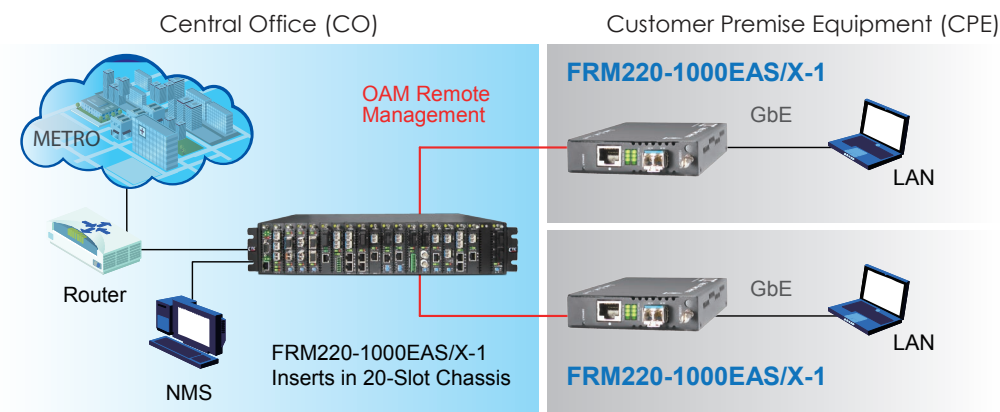 Central Office (CO)
Customer Premise Equipment (CPE)
METRO
OAM Remote
Management
Router
NMS
FRM220-1000EAS/X-1
Inserts in 20-Slot Chassis
FRM220-1000EAS/X-1
GbE
LAN
GbE
LAN
FRM220-1000EAS/X-1